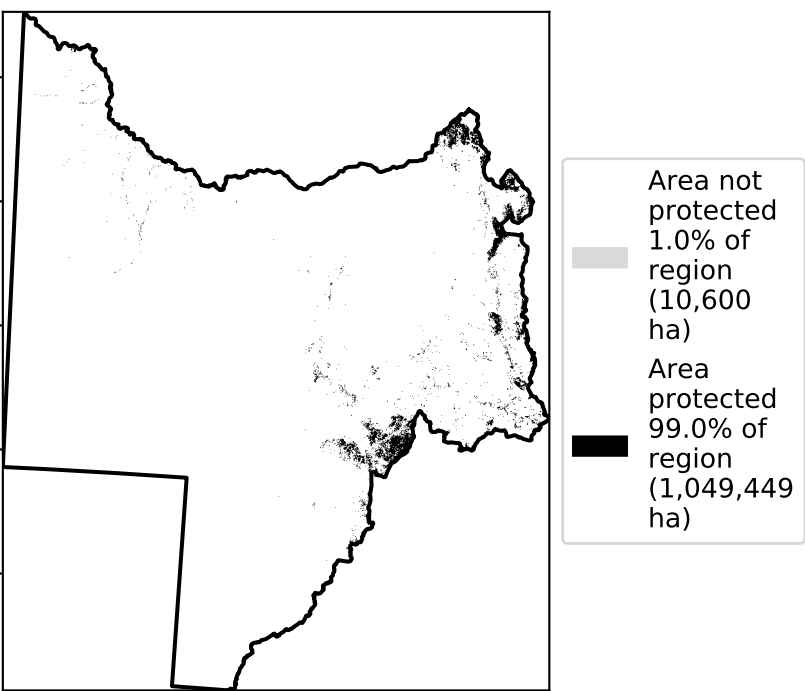 Area not
protected
1.0% of
region
(10,600
ha)
Area
protected
99.0% of
region
(1,049,449
ha)